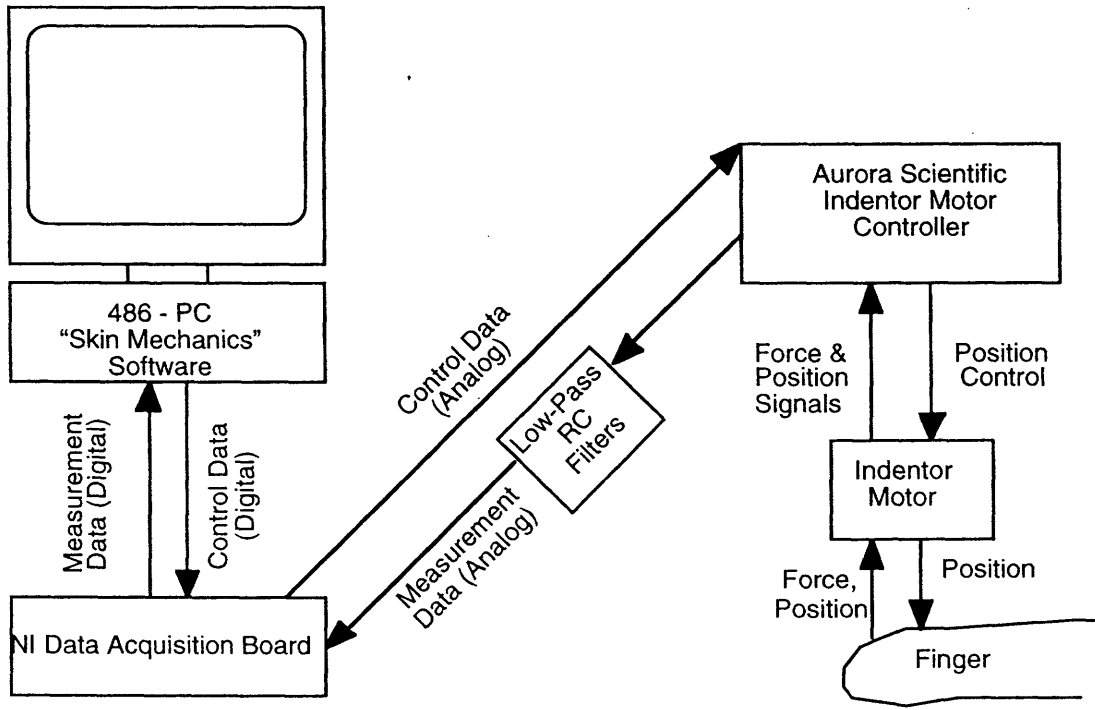 486 - PC
“Skin Mechanics”
Software
Measurement
Data (Digital)
Control Data
(Digital)
NI Data Acquisition Board
Control Data
(Analog)
Low-Pass
RC
Filters
Measurement
Data (Analog)
Aurora Scientific
Indentor Motor
Controller
Force &
Position
Signals
Position
Control
Indentor
Motor
Force,
Position
Position
Finger